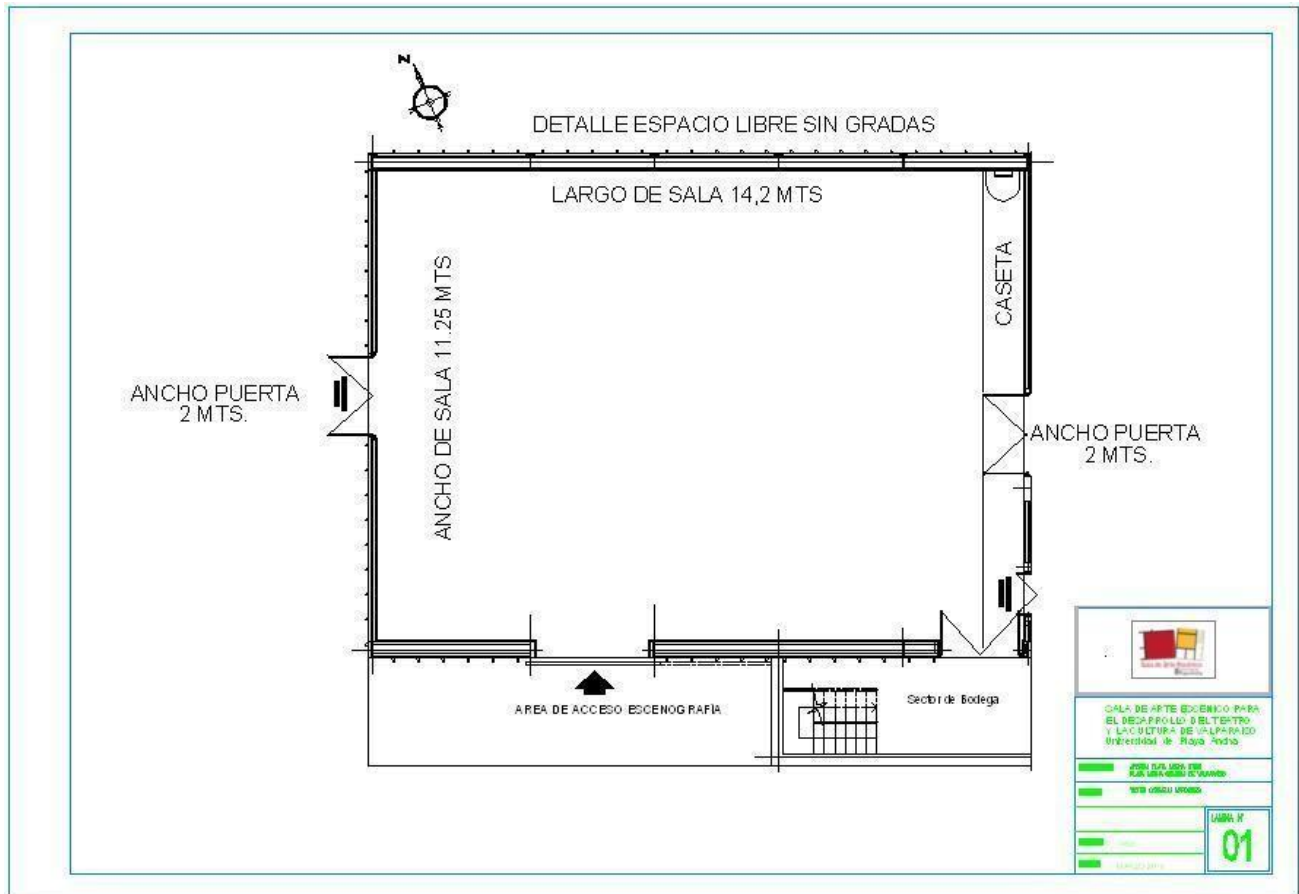 N
DETALLE ESPACIO LIBRE SIN GRADAS
LARGO DE SALA 14,2 MTS
ANCHO DE SALA 11.25 MTS
CASETA
ANCHO PUERTA
2 MTS.
ANCHO PUERTA
2 MTS.
AREA DE ACCESO ESCENOGRAFÍA
Sector de Bodega
SALA DE ARTE ESCENICO PARA
EL DESARROLLO DEL TEATRO
Y LA CULTURA DE VALPARAISO
Universidad de Playa Ancha
LAMINA N°
01